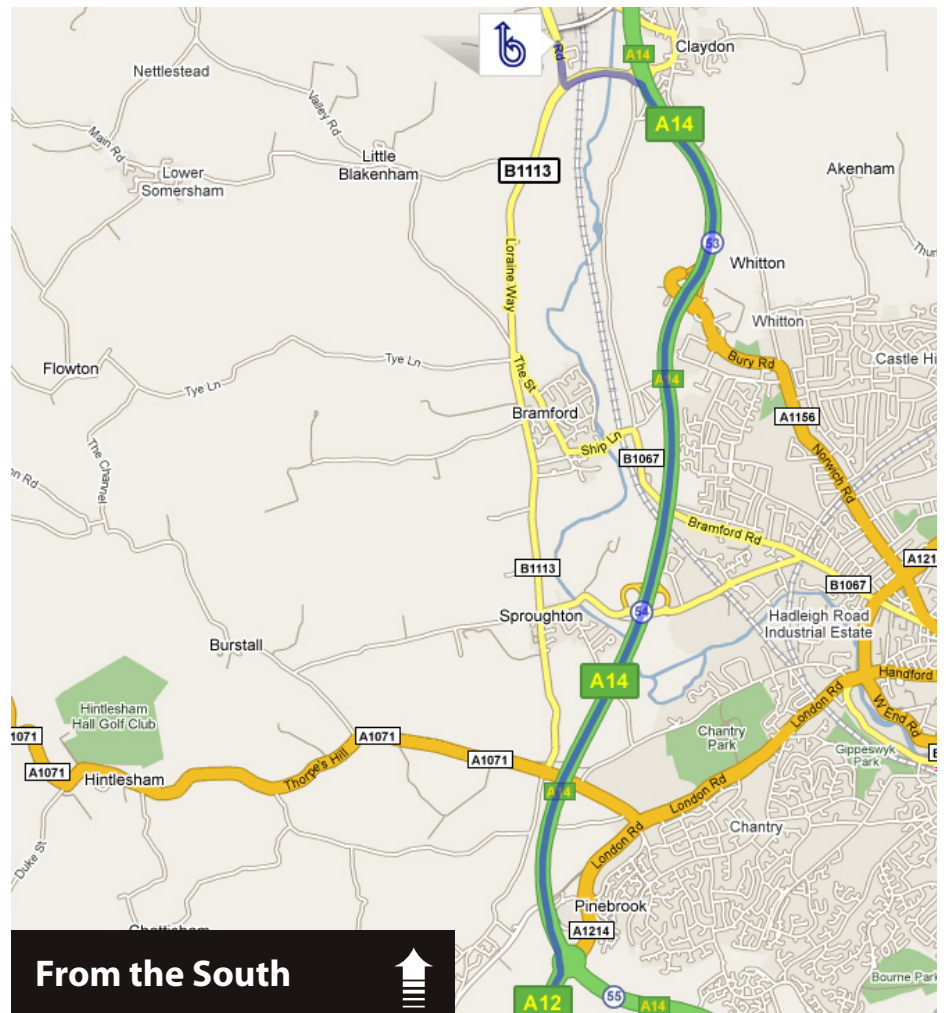 Claydon
A14
Nettlestead
Rd
A14
Valley Rd
Main Rd
Little
Blakenham
B1113
Akenham
Lower
Somersham
Loraine Way
53
Whitton
Whitton
Flowton
Tye Ln
Tye Ln
The St
A14
Bury Rd
Castle Hi
Bramford
A1156
The Channel
Ship Ln
B1067
Norwich Rd
on Rd
Bramford Rd
B1113
A121
B1067
Sproughton
54
Hadleigh Road
Industrial Estate
Burstall
A14
Handford
London Rd
W End Rd
Hintlesham
Hall Golf Club
Chantry
Park
Gippeswyk
Park
A1071
A1071
A1071
A1071
Hintlesham
Thorpe's Hill
A14
London Rd
London Rd
Chantry
Duke St
Pinebrook
A1214
Bourne Park
From the South
A12
55
A14